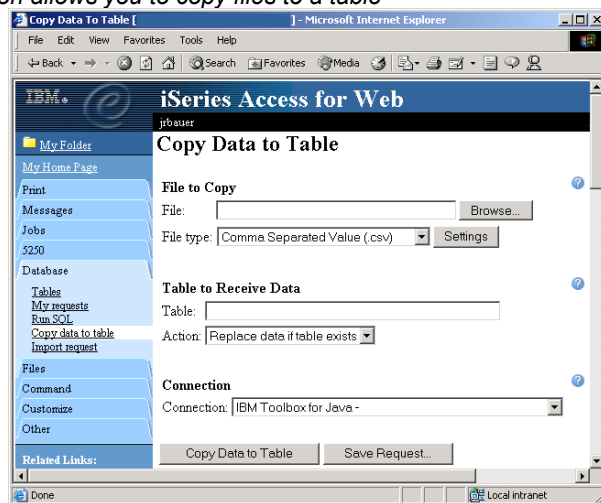 on allows you to copy files to a table
Copy Data To Table [ ] - Microsoft Internet Explorer
File Edit View Favorites Tools Help
Back Search Favorites Media
IBM e iSeries Access for Web
jrbauer
My Folder
My Home Page
Print
Messages
Jobs
5250
Database
Tables
My requests
Run SQL
Copy data to table
Import request
Files
Command
Customize
Other
Related Links:
Copy Data to Table
File to Copy ?
File: Browse...
File type: Comma Separated Value (.csv) Settings
Table to Receive Data ?
Table:
Action: Replace data if table exists
Connection ?
Connection: IBM Toolbox for Java -
Copy Data to Table Save Request...
Done Local intranet